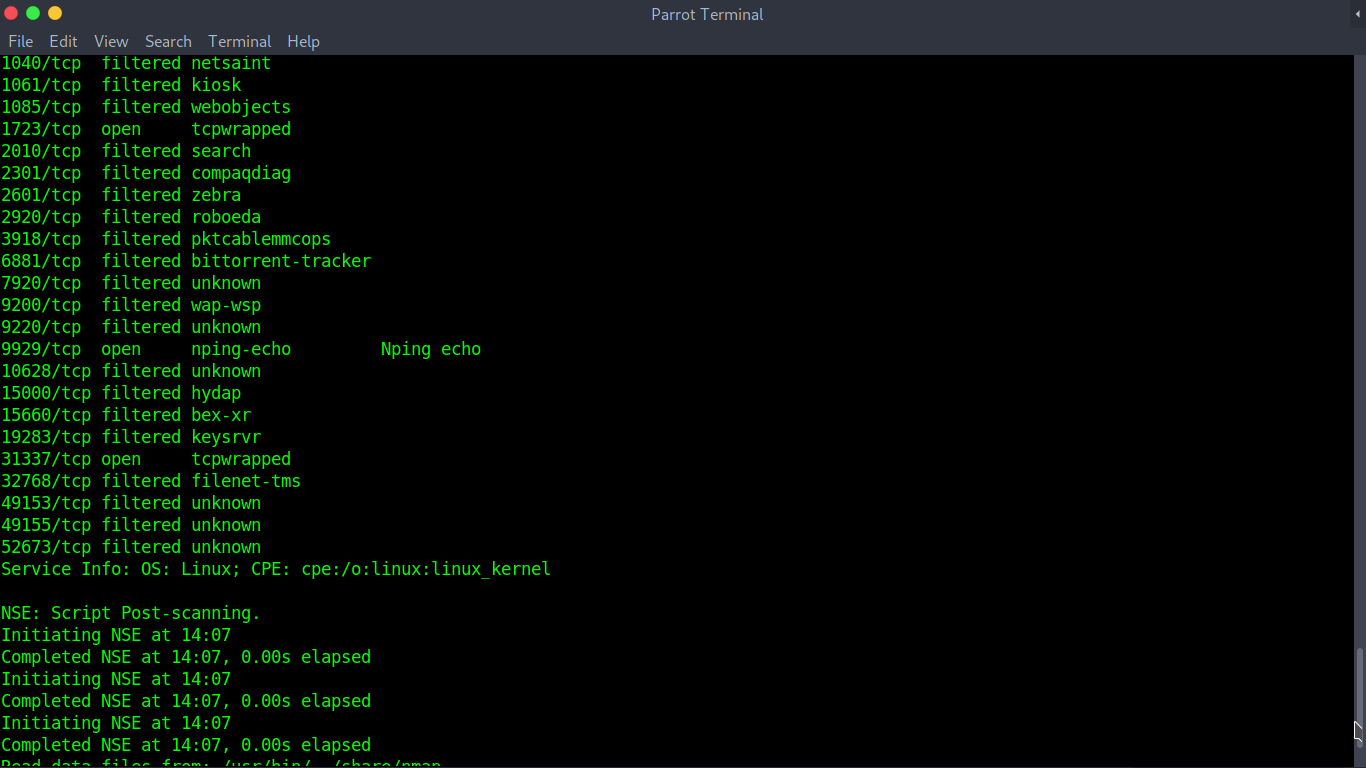 Parrot Terminal
File Edit View Search Terminal Help
1040/tcp  filtered netsaint
1061/tcp  filtered kiosk
1085/tcp  filtered webobjects
1723/tcp  open     tcpwrapped
2010/tcp  filtered search
2301/tcp  filtered compaqdiag
2601/tcp  filtered zebra
2920/tcp  filtered roboeda
3918/tcp  filtered pktcablemmcops
6881/tcp  filtered bittorrent-tracker
7920/tcp  filtered unknown
9200/tcp  filtered wap-wsp
9220/tcp  filtered unknown
9929/tcp  open     nping-echo         Nping echo
10628/tcp filtered unknown
15000/tcp filtered hydap
15660/tcp filtered bex-xr
19283/tcp filtered keysrvr
31337/tcp open     tcpwrapped
32768/tcp filtered filenet-tms
49153/tcp filtered unknown
49155/tcp filtered unknown
52673/tcp filtered unknown
Service Info: OS: Linux; CPE: cpe:/o:linux:linux_kernel
NSE: Script Post-scanning.
Initiating NSE at 14:07
Completed NSE at 14:07, 0.00s elapsed
Initiating NSE at 14:07
Completed NSE at 14:07, 0.00s elapsed
Initiating NSE at 14:07
Completed NSE at 14:07, 0.00s elapsed
Read data files from: /usr/bin/../share/nmap